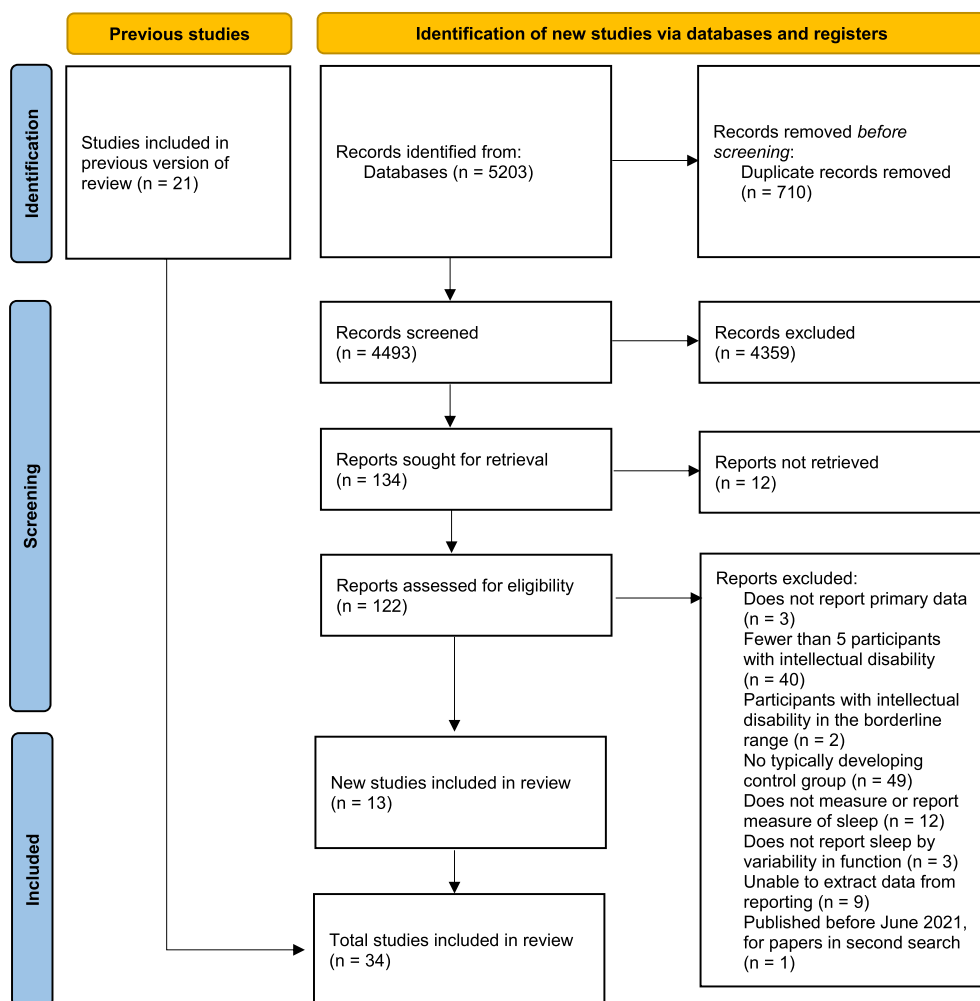 Previous studies
Identification of new studies via databases and registers
Identification
Studies included in
previous version of
review (n = 21)
Records identified from:
Databases (n = 5203)
Records removed before
screening:
Duplicate records removed
(n = 710)
Screening
Records screened
(n = 4493)
Records excluded
(n = 4359)
Reports sought for retrieval
(n = 134)
Reports not retrieved
(n = 12)
Reports assessed for eligibility
(n = 122)
Reports excluded:
Does not report primary data
(n = 3)
Fewer than 5 participants
with intellectual disability
(n = 40)
Participants with intellectual
disability in the borderline
range (n = 2)
No typically developing
control group (n = 49)
Does not measure or report
measure of sleep (n = 12)
Does not report sleep by
variability in function (n = 3)
Unable to extract data from
reporting (n = 9)
Published before June 2021,
for papers in second search
(n = 1)
Included
New studies included in review
(n = 13)
Total studies included in review
(n = 34)